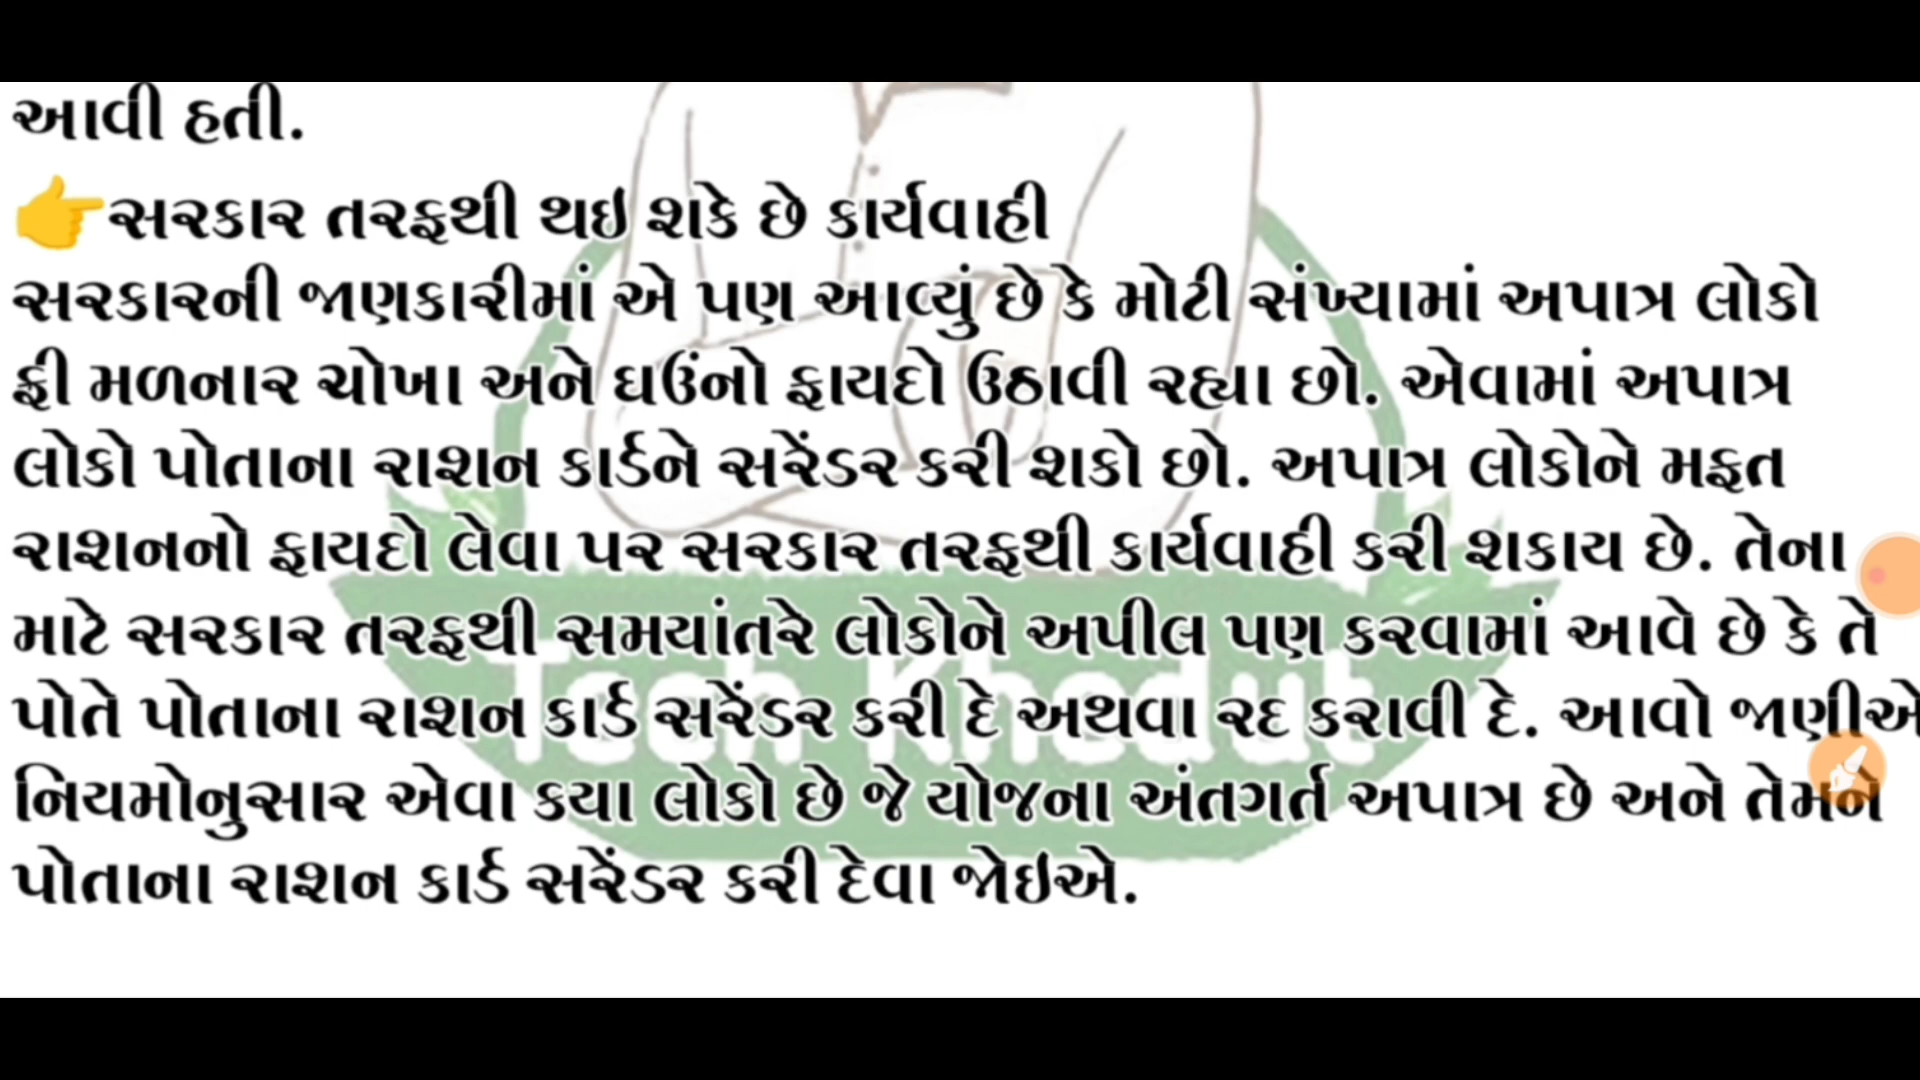 આવી હતી.
👉સરકાર તરફથી થઇ શકે છે કાર્યવાહી
સરકારની જાણકારીમાં એ પણ આવ્યું છે કે મોટી સંખ્યામાં અપાત્ર લોકો
ફ્રી મળનાર ચોખા અને ઘઉંનો ફાયદો ઉઠાવી રહ્યા છો. એવામાં અપાત્ર
લોકો પોતાના રાશન કાર્ડને સરેંડર કરી શકો છો. અપાત્ર લોકોને મફત
રાશનનો ફાયદો લેવા પર સરકાર તરફથી કાર્યવાહી કરી શકાય છે. તેના
માટે સરકાર તરફથી સમયાંતરે લોકોને અપીલ પણ કરવામાં આવે છે કે તે
પોતે પોતાના રાશન કાર્ડ સરેંડર કરી દે અથવા રદ કરાવી દે. આવો જાણીએ
નિયમોનુસાર એવા કયા લોકો છે જે યોજના અંતગર્ત અપાત્ર છે અને તેમને
પોતાના રાશન કાર્ડ સરેંડર કરી દેવા જોઇએ.
Tech Khedut